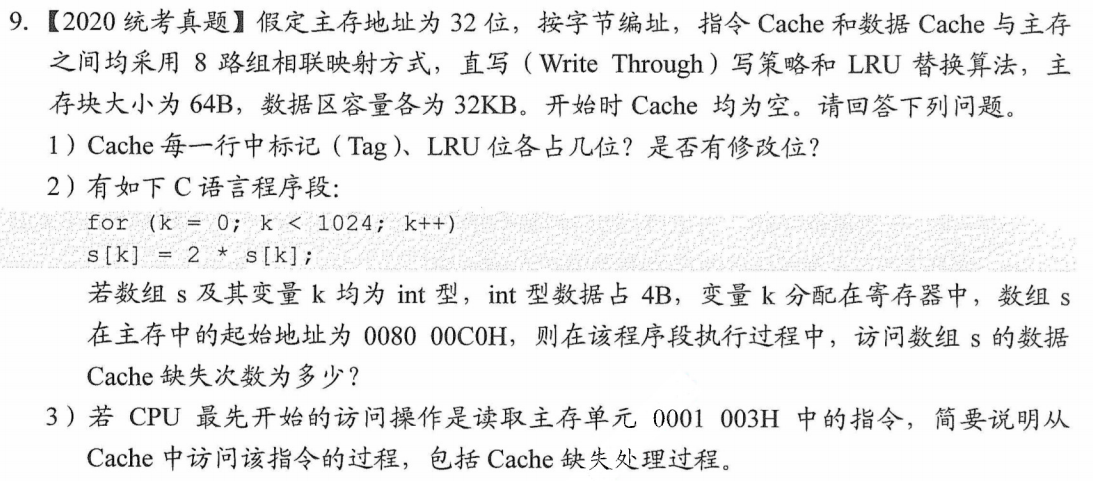 9.【2020 统考真题】假定主存地址为 32 位，按字节编址，指令 Cache 和数据 Cache 与主存
之间均采用 8 路组相联映射方式，直写（Write Through）写策略和 LRU 替换算法，主
存块大小为 64B，数据区容量各为 32KB。开始时 Cache 均为空。请回答下列问题。
1）Cache 每一行中标记（Tag）、LRU 位各占几位？是否有修改位？
2）有如下 C 语言程序段：
for (k = 0; k < 1024; k++)
s[k] = 2 * s[k];
若数组 s 及其变量 k 均为 int 型，int 型数据占 4B，变量 k 分配在寄存器中，数组 s
在主存中的起始地址为 0080 00C0H，则在该程序段执行过程中，访问数组 s 的数据
Cache 缺失次数为多少？
3）若 CPU 最先开始的访问操作是读取主存单元 0001 003H 中的指令，简要说明从
Cache 中访问该指令的过程，包括 Cache 缺失处理过程。